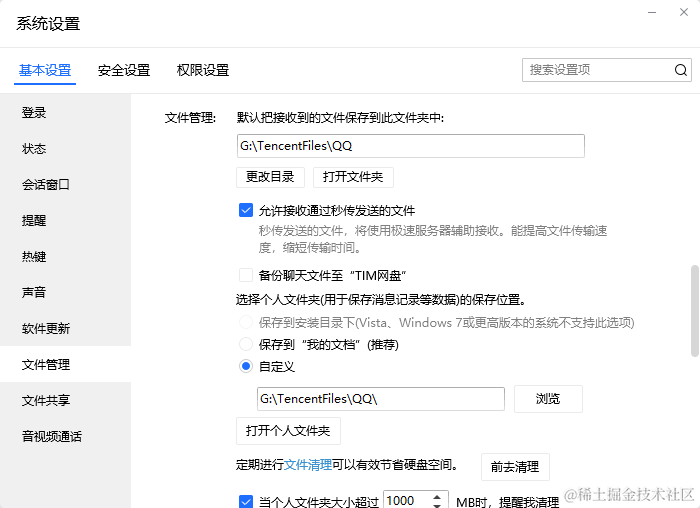 系统设置
基本设置 安全设置 权限设置 搜索设置项
登录
状态
会话窗口
提醒
热键
声音
软件更新
文件管理
文件共享
音视频通话
文件管理: 默认把接收到的文件保存到此文件夹中:
G:\TencentFiles\QQ
更改目录 打开文件夹
允许接收通过秒传发送的文件
秒传发送的文件，将使用极速服务器辅助接收。能提高文件传输速
度，缩短传输时间。
备份聊天文件至“TIM网盘”
选择个人文件夹(用于保存消息记录等数据)的保存位置。
保存到安装目录下(Vista、Windows 7或更高版本的系统不支持此选项)
保存到“我的文档”(推荐)
自定义
G:\TencentFiles\QQ\ 浏览
打开个人文件夹
定期进行文件清理可以有效节省硬盘空间。 前去清理
当个人文件夹大小超过 1000 MB时，提醒我清理
@稀土掘金技术社区